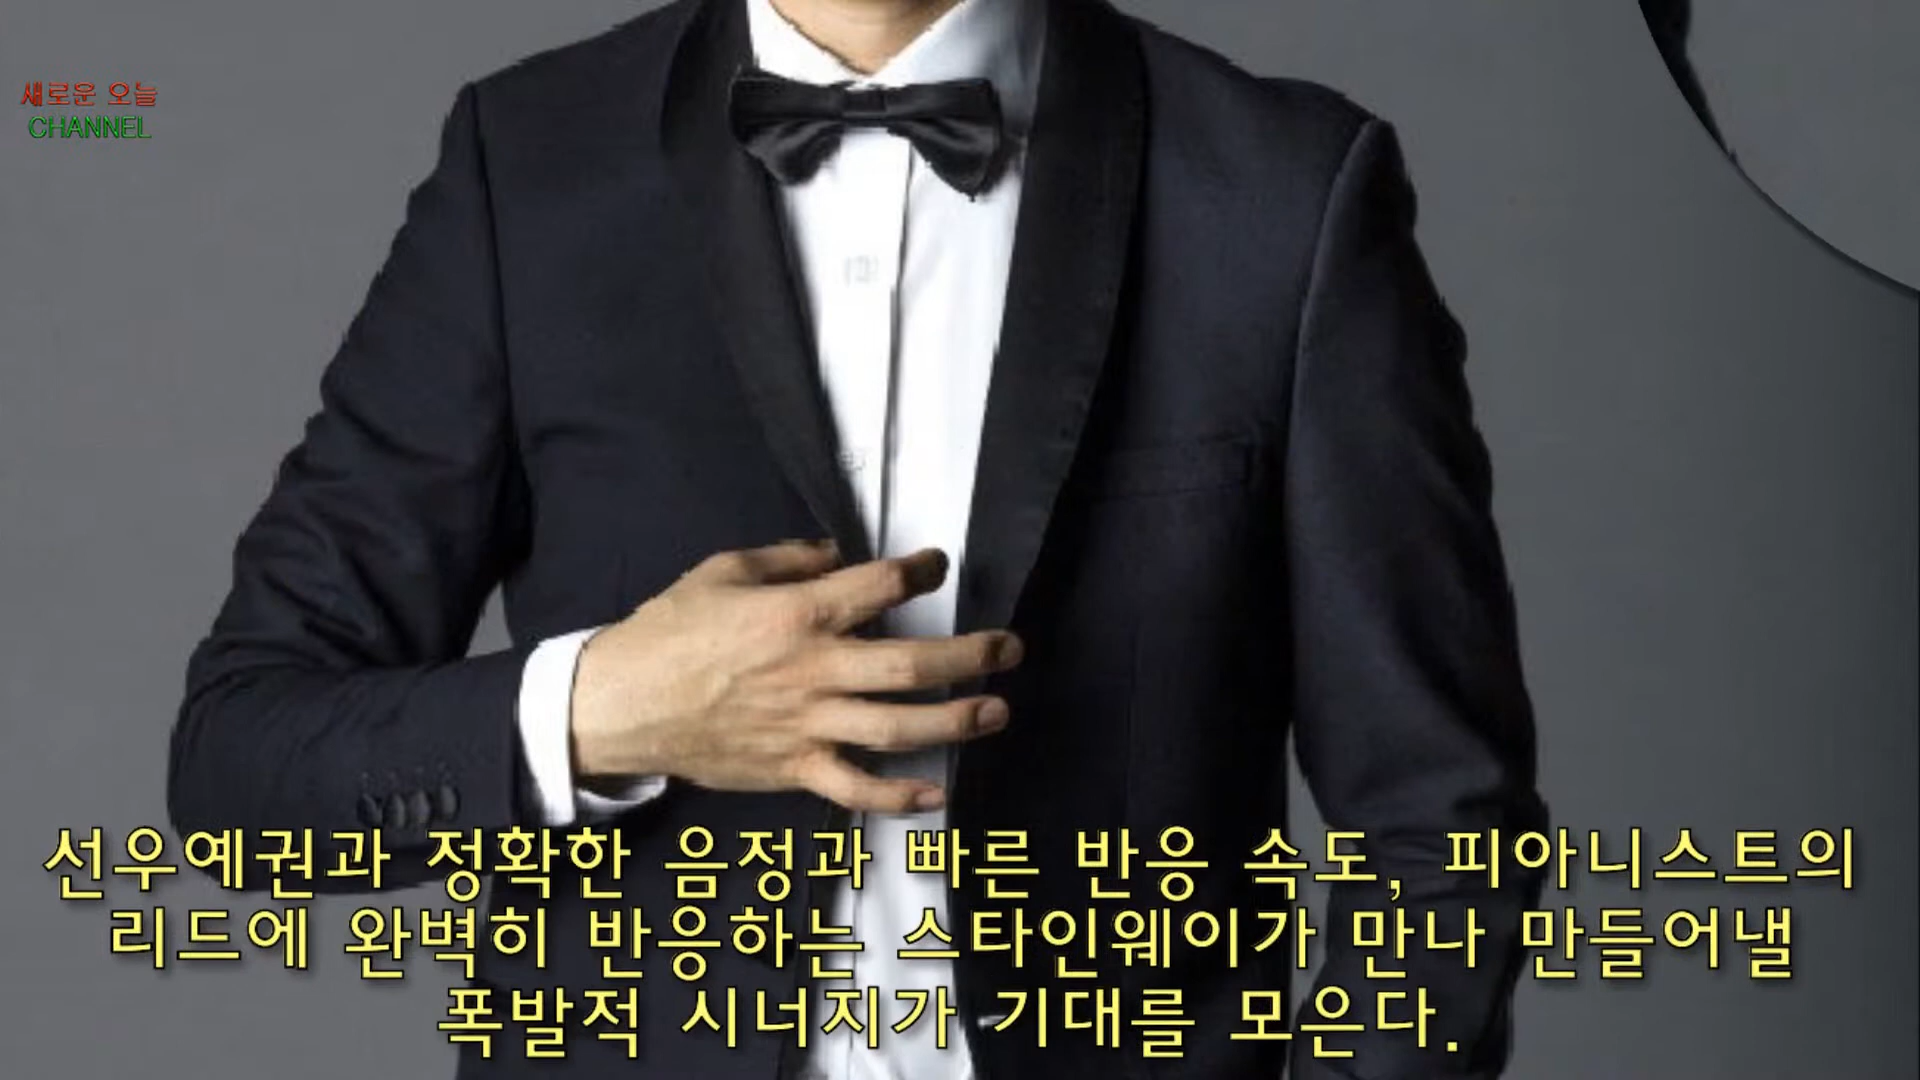 새로운 오늘
CHANNEL
선우예권과 정확한 음정과 빠른 반응 속도, 피아니스트의
리드에 완벽히 반응하는 스타인웨이가 만나 만들어낼
폭발적 시너지가 기대를 모은다.